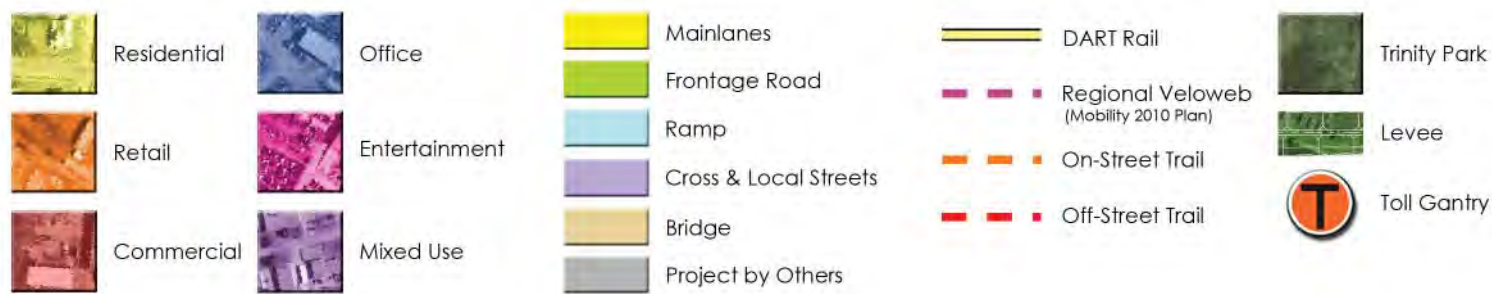 Residential
Retail
Commercial
Office
Entertainment
Mixed Use
Mainlanes
Frontage Road
Ramp
Cross & Local Streets
Bridge
Project by Others
DART Rail
Regional Veloweb
(Mobility 2010 Plan)
On-Street Trail
Off-Street Trail
Trinity Park
Levee
T
Toll Gantry